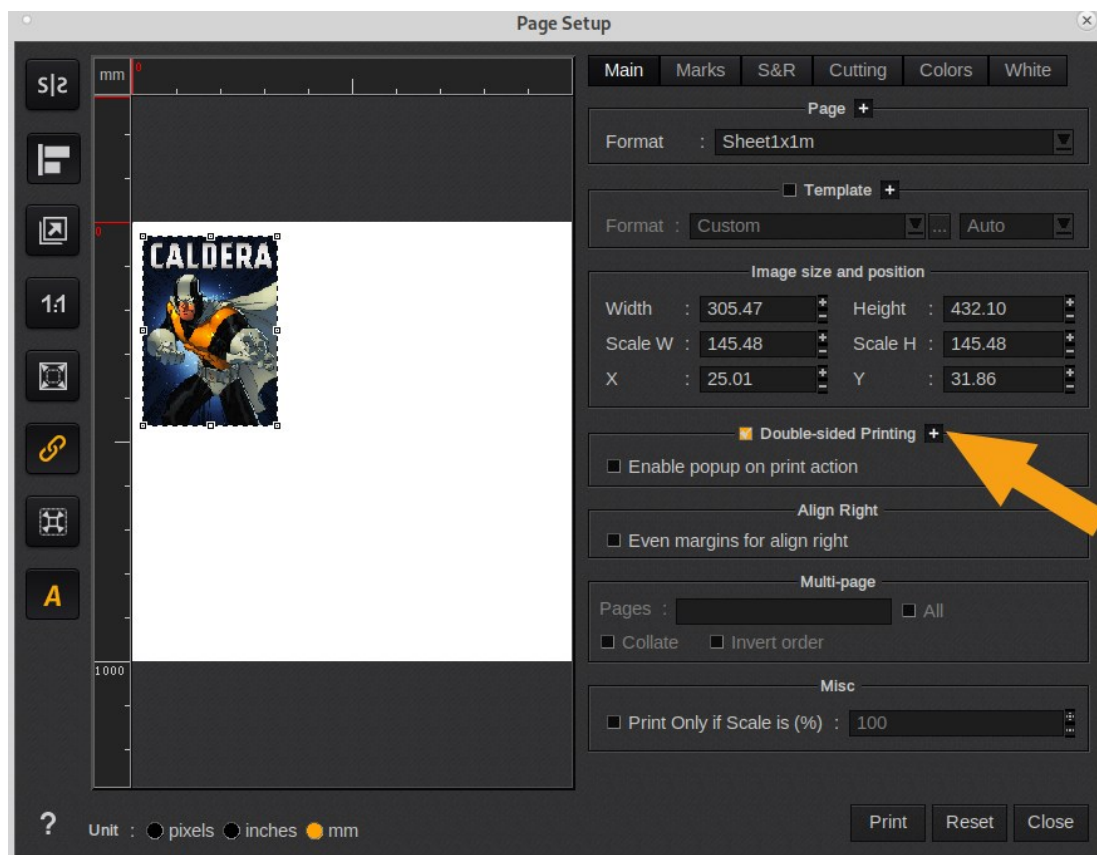 Page Setup
S|S
mm 0
0
1:1
A
1000
CALDERA
Main Marks S&R Cutting Colors White
Page +
Format : Sheet1x1m
Template +
Format : Custom ... Auto
Image size and position
Width : 305.47 Height : 432.10
Scale W : 145.48 Scale H : 145.48
X : 25.01 Y : 31.86
Double-sided Printing +
Enable popup on print action
Align Right
Even margins for align right
Multi-page
Pages : All
Collate Invert order
Misc
Print Only if Scale is (%) : 100
? Unit : pixels inches mm
Print Reset Close